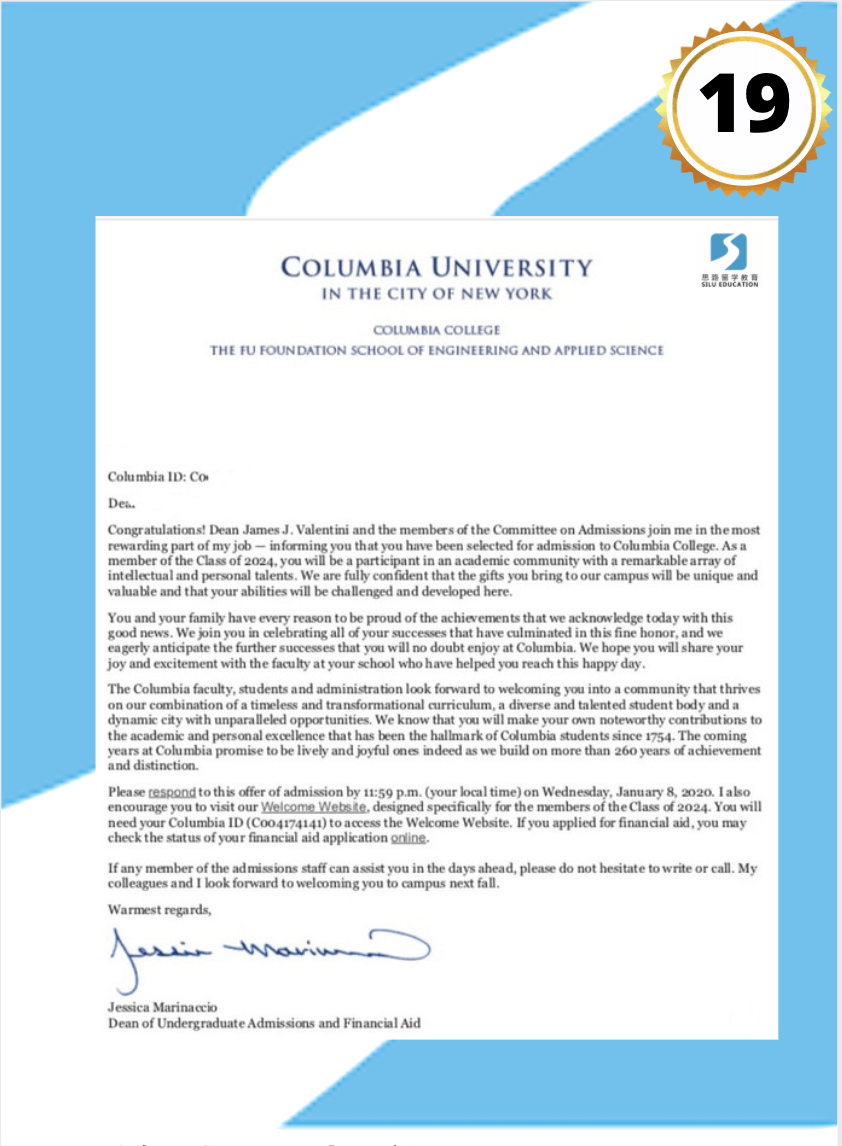 19
COLUMBIA UNIVERSITY
IN THE CITY OF NEW YORK
思路留学教育
SILU EDUCATION
COLUMBIA COLLEGE
THE FU FOUNDATION SCHOOL OF ENGINEERING AND APPLIED SCIENCE
Columbia ID:
Congratulations! Dean James J. Valentini and the members of the Committee on Admissions join me in the most
rewarding part of my job — informing you that you have been selected for admission to Columbia College. As a
member of the Class of 2024, you will be a participant in an academic community with a remarkable array of
intellectual and personal talents. We are fully confident that the gifts you bring to our campus will be unique and
valuable and that your abilities will be challenged and developed here.
You and your family have every reason to be proud of the achievements that we acknowledge today with this
good news. We join you in celebrating all of your successes that have culminated in this fine honor, and we
eagerly anticipate the further successes that you will no doubt enjoy at Columbia. We hope you will share your
joy and excitement with the faculty at your school who have helped you reach this happy day.
The Columbia faculty, students and administration look forward to welcoming you into a community that thrives
on our combination of a timeless and transformational curriculum, a diverse and talented student body and a
dynamic city with unparalleled opportunities. We know that you will make your own noteworthy contributions to
the academic and personal excellence that has been the hallmark of Columbia students since 1754. The coming
years at Columbia promise to be lively and joyful ones indeed as we build on more than 260 years of achievement
and distinction.
Please respond to this offer of admission by 11:59 p.m. (your local time) on Wednesday, January 8, 2020. I also
encourage you to visit our Welcome Website, designed specifically for the members of the Class of 2024. You will
need your Columbia ID (C004174141) to access the Welcome Website. If you applied for financial aid, you may
check the status of your financial aid application online.
If any member of the admissions staff can assist you in the days ahead, please do not hesitate to write or call. My
colleagues and I look forward to welcoming you to campus next fall.
Warmest regards,
Jessica Marinaccio
Dean of Undergraduate Admissions and Financial Aid